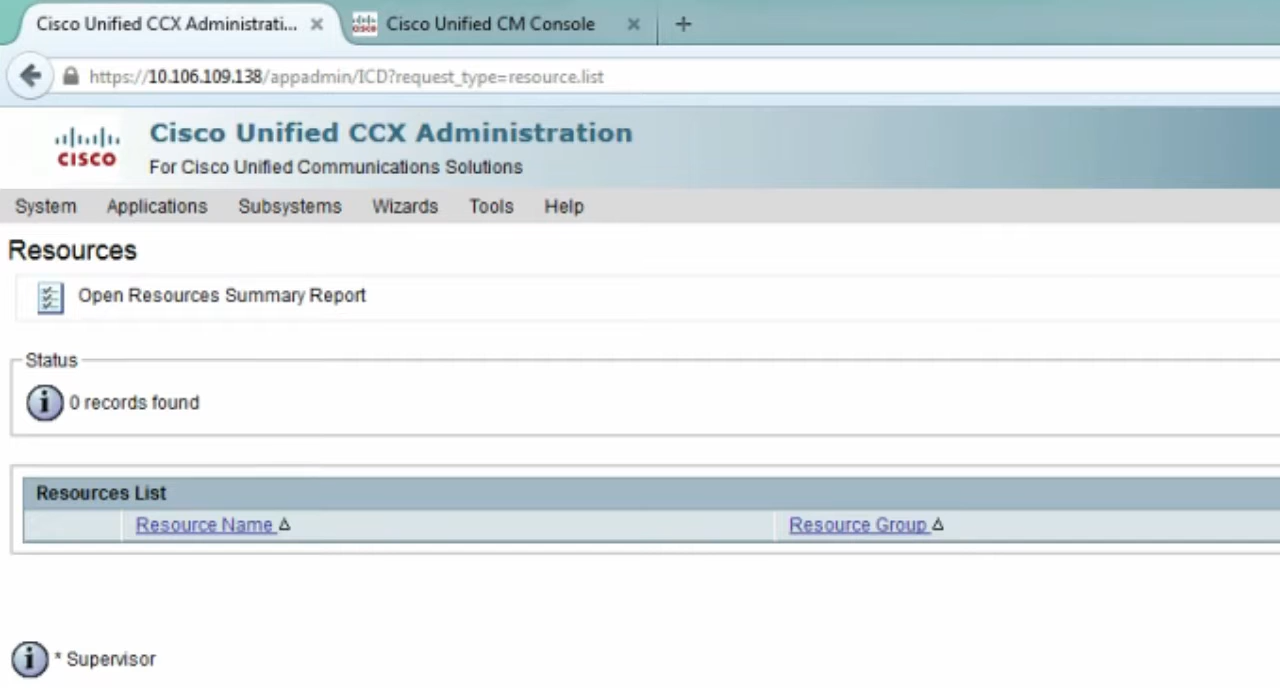 Cisco Unified CCX Administrati... × Cisco Unified CM Console × +
https://10.106.109.138/appadmin/ICD?request_type=resource.list
CISCO
Cisco Unified CCX Administration
For Cisco Unified Communications Solutions
System Applications Subsystems Wizards Tools Help
Resources
Open Resources Summary Report
Status
0 records found
Resources List
Resource Name Resource Group
* Supervisor